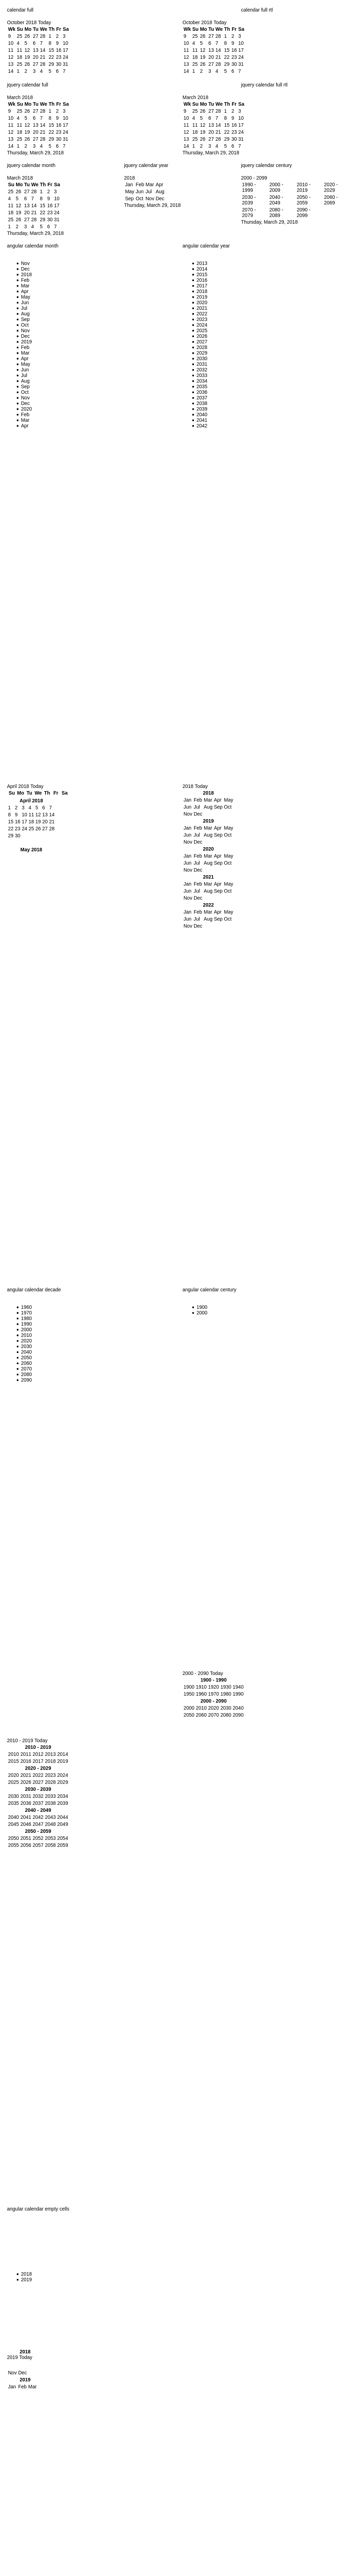 calendar full
October 2018 Today
Wk Su Mo Tu We Th Fr Sa
9 25 26 27 28 1 2 3
10 4 5 6 7 8 9 10
11 11 12 13 14 15 16 17
12 18 19 20 21 22 23 24
13 25 26 27 28 29 30 31
14 1 2 3 4 5 6 7
calendar full rtl
October 2018 Today
Wk Su Mo Tu We Th Fr Sa
9 25 26 27 28 1 2 3
10 4 5 6 7 8 9 10
11 11 12 13 14 15 16 17
12 18 19 20 21 22 23 24
13 25 26 27 28 29 30 31
14 1 2 3 4 5 6 7
jquery calendar full
March 2018
Wk Su Mo Tu We Th Fr Sa
9 25 26 27 28 1 2 3
10 4 5 6 7 8 9 10
11 11 12 13 14 15 16 17
12 18 19 20 21 22 23 24
13 25 26 27 28 29 30 31
14 1 2 3 4 5 6 7
Thursday, March 29, 2018
jquery calendar full rtl
March 2018
Wk Su Mo Tu We Th Fr Sa
9 25 26 27 28 1 2 3
10 4 5 6 7 8 9 10
11 11 12 13 14 15 16 17
12 18 19 20 21 22 23 24
13 25 26 27 28 29 30 31
14 1 2 3 4 5 6 7
Thursday, March 29, 2018
jquery calendar month
March 2018
Su Mo Tu We Th Fr Sa
25 26 27 28 1 2 3
4 5 6 7 8 9 10
11 12 13 14 15 16 17
18 19 20 21 22 23 24
25 26 27 28 29 30 31
1 2 3 4 5 6 7
Thursday, March 29, 2018
jquery calendar year
2018
Jan Feb Mar Apr
May Jun Jul Aug
Sep Oct Nov Dec
Thursday, March 29, 2018
jquery calendar century
2000 - 2099
1990 - 2000 - 2010 - 2020 -
1999 2009 2019 2029
2030 - 2040 - 2050 - 2060 -
2039 2049 2059 2069
2070 - 2080 - 2090 -
2079 2089 2099
Thursday, March 29, 2018
angular calendar month
Nov
Dec
2018
Feb
Mar
Apr
May
Jun
Jul
Aug
Sep
Oct
Nov
Dec
2019
Feb
Mar
Apr
May
Jun
Jul
Aug
Sep
Oct
Nov
Dec
2020
Feb
Mar
Apr
angular calendar year
2013
2014
2015
2016
2017
2018
2019
2020
2021
2022
2023
2024
2025
2026
2027
2028
2029
2030
2031
2032
2033
2034
2035
2036
2037
2038
2039
2040
2041
2042
April 2018 Today
Su Mo Tu We Th Fr Sa
April 2018
1 2 3 4 5 6 7
8 9 10 11 12 13 14
15 16 17 18 19 20 21
22 23 24 25 26 27 28
29 30
May 2018
2018 Today
2018
Jan Feb Mar Apr May
Jun Jul Aug Sep Oct
Nov Dec
2019
Jan Feb Mar Apr May
Jun Jul Aug Sep Oct
Nov Dec
2020
Jan Feb Mar Apr May
Jun Jul Aug Sep Oct
Nov Dec
2021
Jan Feb Mar Apr May
Jun Jul Aug Sep Oct
Nov Dec
2022
Jan Feb Mar Apr May
Jun Jul Aug Sep Oct
Nov Dec
angular calendar decade
1960
1970
1980
1990
2000
2010
2020
2030
2040
2050
2060
2070
2080
2090
angular calendar century
1900
2000
2000 - 2090 Today
1900 - 1990
1900 1910 1920 1930 1940
1950 1960 1970 1980 1990
2000 - 2090
2000 2010 2020 2030 2040
2050 2060 2070 2080 2090
2010 - 2019 Today
2010 - 2019
2010 2011 2012 2013 2014
2015 2016 2017 2018 2019
2020 - 2029
2020 2021 2022 2023 2024
2025 2026 2027 2028 2029
2030 - 2039
2030 2031 2032 2033 2034
2035 2036 2037 2038 2039
2040 - 2049
2040 2041 2042 2043 2044
2045 2046 2047 2048 2049
2050 - 2059
2050 2051 2052 2053 2054
2055 2056 2057 2058 2059
angular calendar empty cells
2018
2019
2018
2019 Today
Nov Dec
2019
Jan Feb Mar